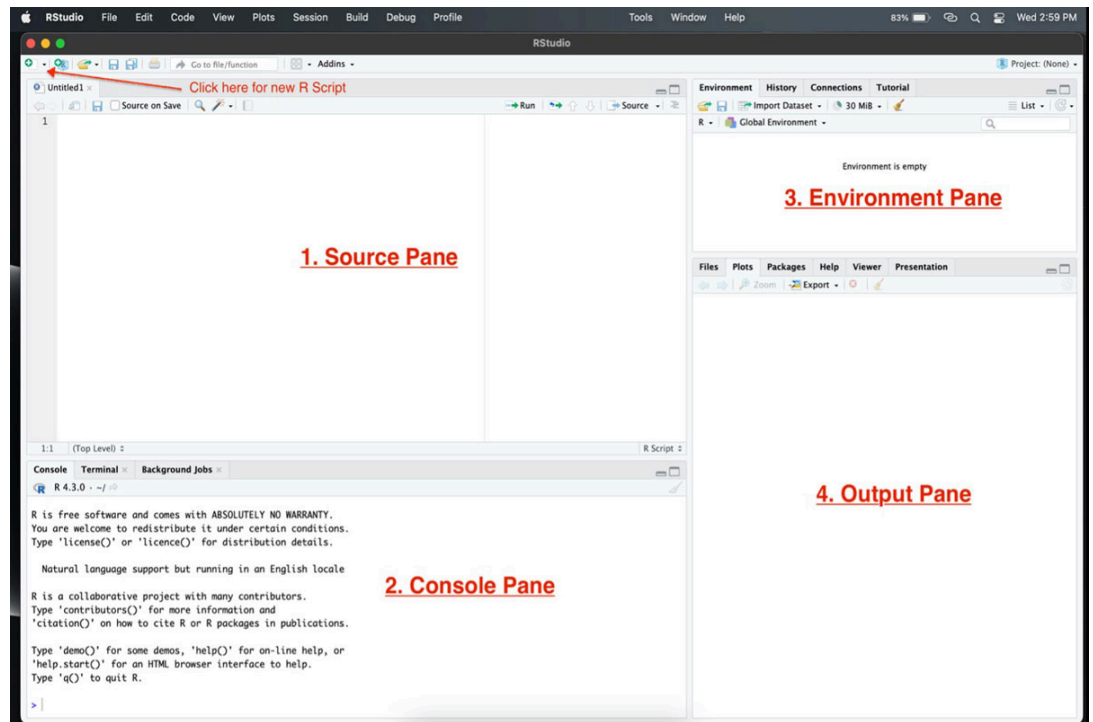 RStudio File Edit Code View Plots Session Build Debug Profile Tools Window Help 83% Wed 2:59 PM
RStudio
Go to file/function Addins Project: (None)
Untitled1 Click here for new R Script
Source on Save Run Source
1
1. Source Pane
1:1 (Top Level) R Script
Environment History Connections Tutorial
Import Dataset 30 MiB List
R Global Environment
Environment is empty
3. Environment Pane
Files Plots Packages Help Viewer Presentation
Zoom Export
4. Output Pane
Console Terminal Background Jobs
R R 4.3.0 · ~/
R is free software and comes with ABSOLUTELY NO WARRANTY.
You are welcome to redistribute it under certain conditions.
Type 'license()' or 'licence()' for distribution details.
Natural language support but running in an English locale
2. Console Pane
R is a collaborative project with many contributors.
Type 'contributors()' for more information and
'citation()' on how to cite R or R packages in publications.
Type 'demo()' for some demos, 'help()' for on-line help, or
'help.start()' for an HTML browser interface to help.
Type 'q()' to quit R.
>